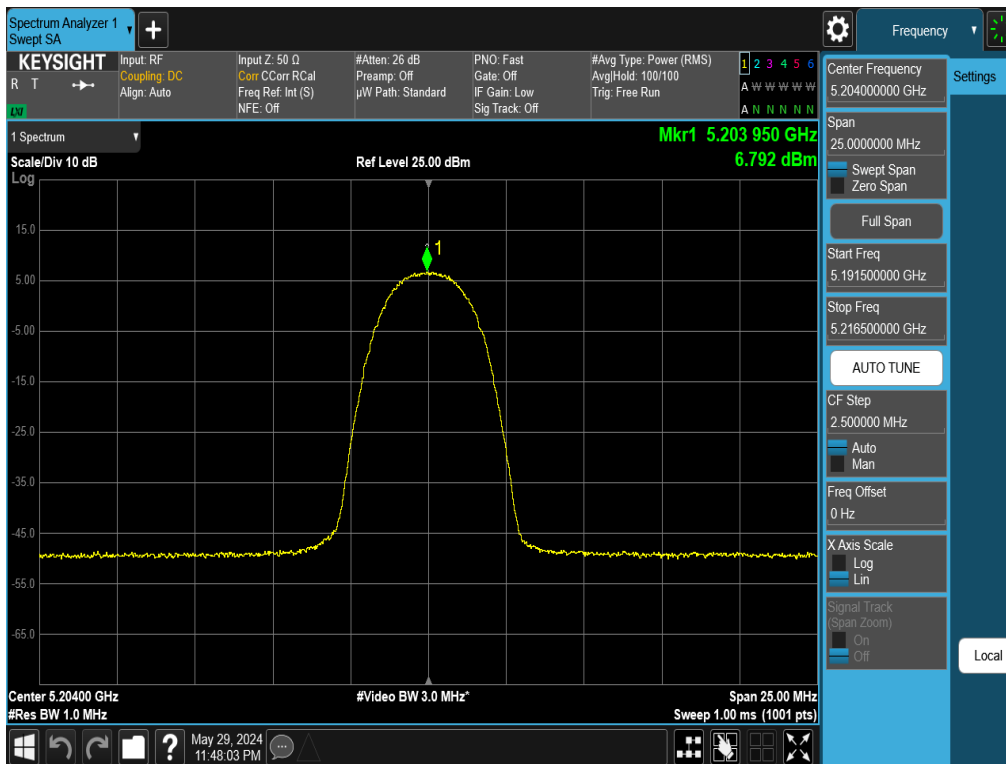 Spectrum Analyzer 1
Swept SA
Frequency
KEYSIGHT
R T
LXI
Input: RF
Coupling: DC
Align: Auto
Input Z: 50 Ω
Corr CCorr RCal
Freq Ref: Int (S)
NFE: Off
#Atten: 26 dB
Preamp: Off
µW Path: Standard
PNO: Fast
Gate: Off
IF Gain: Low
Sig Track: Off
#Avg Type: Power (RMS)
Avg|Hold: 100/100
Trig: Free Run
1 2 3 4 5 6
A W W W W W
A N N N N N
1 Spectrum
Mkr1 5.203 950 GHz
Scale/Div 10 dB
Ref Level 25.00 dBm
6.792 dBm
Log
15.0
5.00
-5.00
-15.0
-25.0
-35.0
-45.0
-55.0
-65.0
1
Center 5.20400 GHz
#Video BW 3.0 MHz*
Span 25.00 MHz
#Res BW 1.0 MHz
Sweep 1.00 ms (1001 pts)
Center Frequency
5.204000000 GHz
Settings
Span
25.0000000 MHz
Swept Span
Zero Span
Full Span
Start Freq
5.191500000 GHz
Stop Freq
5.216500000 GHz
AUTO TUNE
CF Step
2.500000 MHz
Auto
Man
Freq Offset
0 Hz
X Axis Scale
Log
Lin
Signal Track
(Span Zoom)
On
Off
Local
?
May 29, 2024
11:48:03 PM